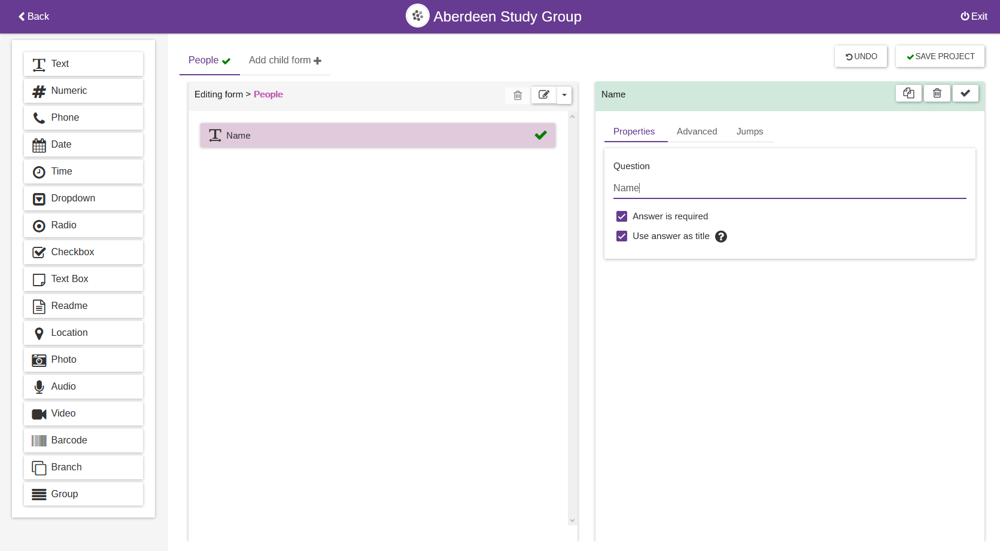 Back
Aberdeen Study Group
Exit
Text
Numeric
Phone
Date
Time
Dropdown
Radio
Checkbox
Text Box
Readme
Location
Photo
Audio
Video
Barcode
Branch
Group
People
Add child form
UNDO
SAVE PROJECT
Editing form > People
Name
Name
Properties
Advanced
Jumps
Question
Name
Answer is required
Use answer as title